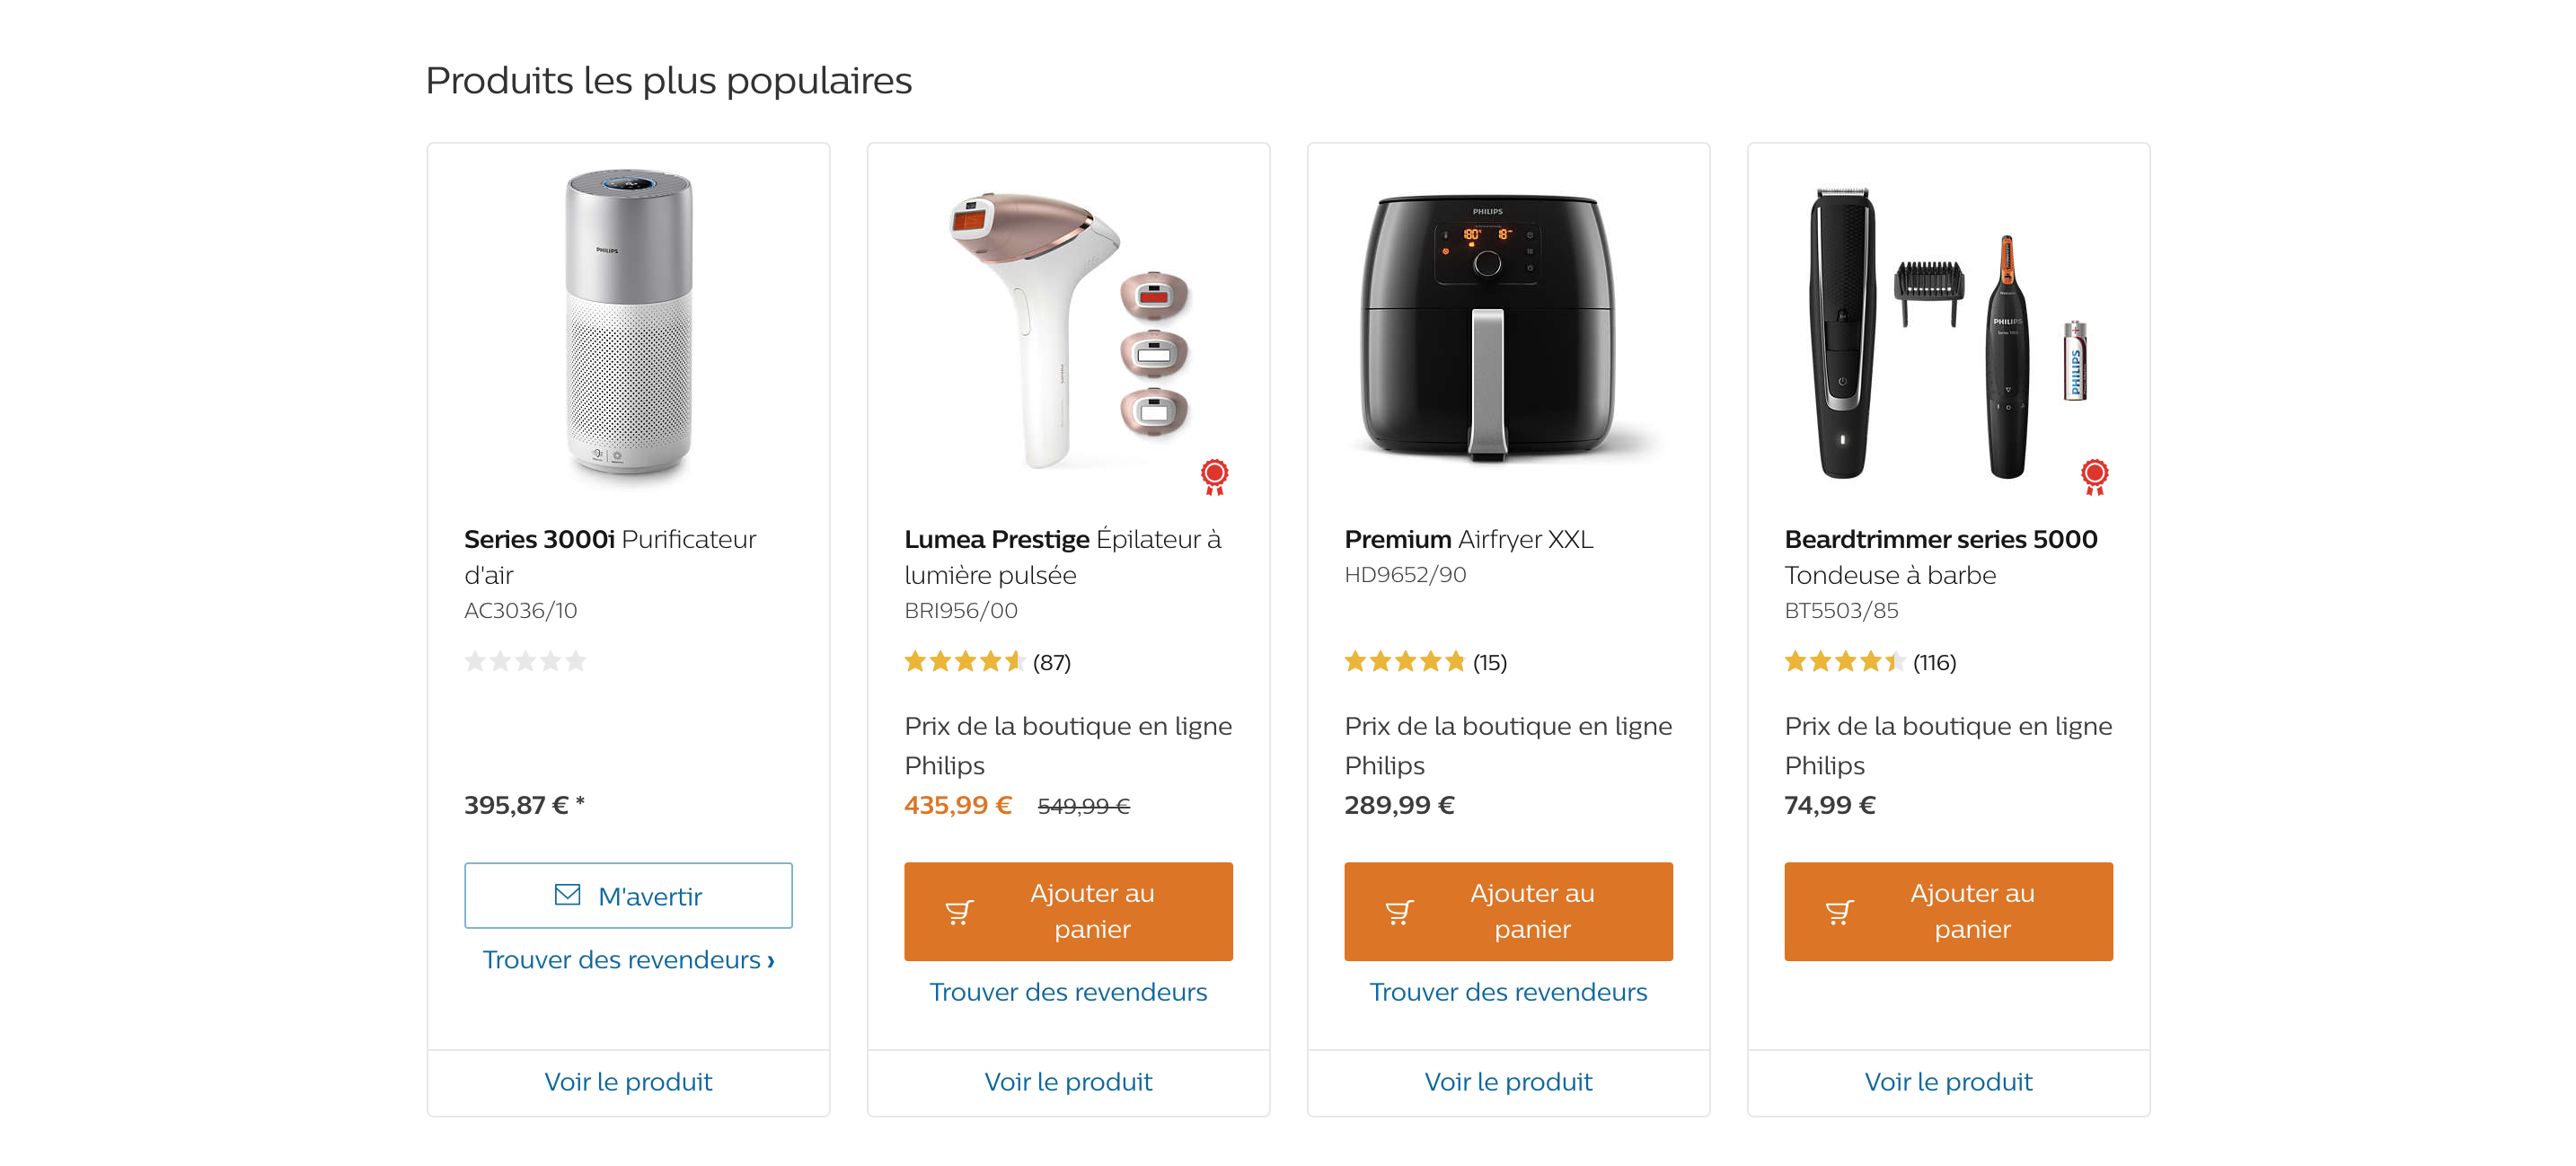 Produits les plus populaires
PHILIPS
Series 3000i Purificateur
d'air
AC3036/10
395,87 € *
M'avertir
Trouver des revendeurs ›
Voir le produit
Lumea Prestige Épilateur à
lumière pulsée
BRI956/00
(87)
Prix de la boutique en ligne
Philips
435,99 € 549,99 €
Ajouter au
panier
Trouver des revendeurs
Voir le produit
PHILIPS
180° 18
Premium Airfryer XXL
HD9652/90
(15)
Prix de la boutique en ligne
Philips
289,99 €
Ajouter au
panier
Trouver des revendeurs
Voir le produit
PHILIPS
PHILIPS
Beardtrimmer series 5000
Tondeuse à barbe
BT5503/85
(116)
Prix de la boutique en ligne
Philips
74,99 €
Ajouter au
panier
Voir le produit